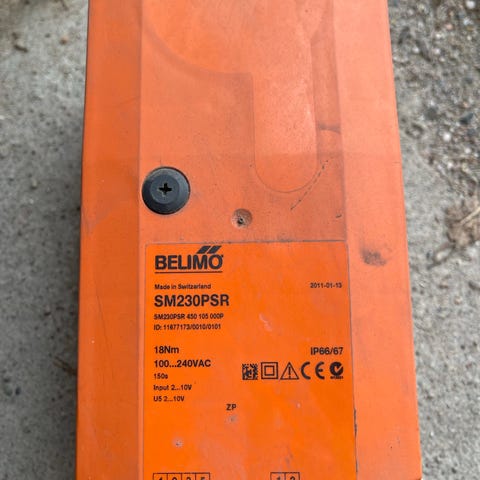 BELIMO
Made in Switzerland
2011-01-13
SM230PSR
SM230PSR 450 105 000P
ID: 11677173/0010/0101
18Nm
IP66/67
100...240VAC
150s
Input 2...10V
U5 2...10V
ZP